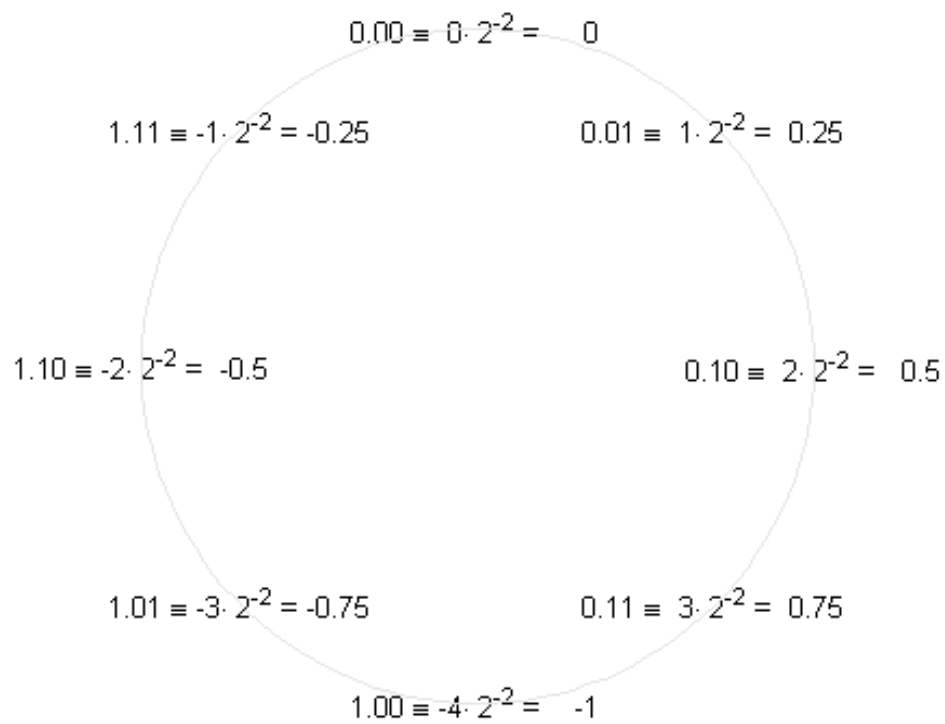 0.00 ≡ 0· 2⁻² = 0
1.11 ≡ -1· 2⁻² = -0.25
0.01 ≡ 1· 2⁻² = 0.25
1.10 ≡ -2· 2⁻² = -0.5
0.10 ≡ 2· 2⁻² = 0.5
1.01 ≡ -3· 2⁻² = -0.75
0.11 ≡ 3· 2⁻² = 0.75
1.00 ≡ -4· 2⁻² = -1